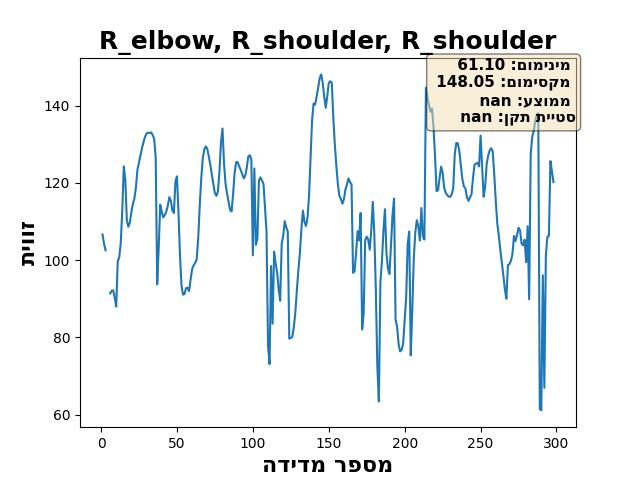 R_elbow, R_shoulder, R_shoulder
מינימום: 61.10
מקסימום: 148.05
ממוצע: nan
סטיית תקן: nan
140
120
100
80
60
זווית
0 50 100 150 200 250 300
מספר מדידה